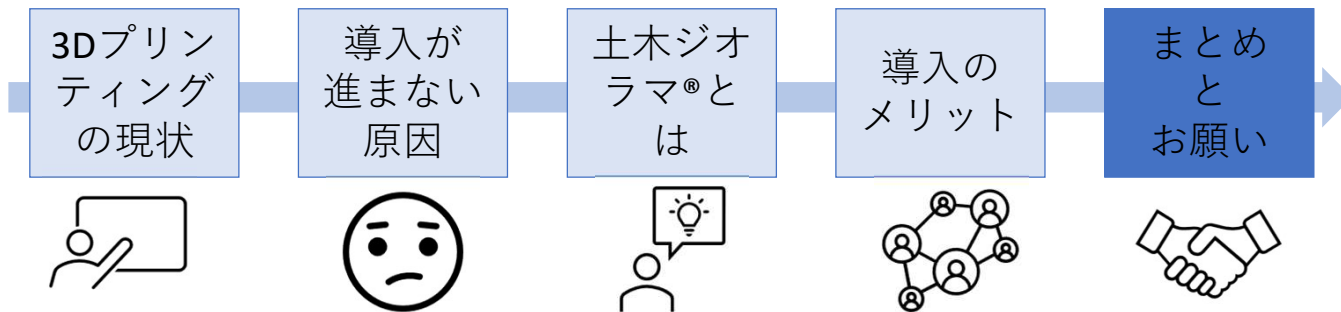 3Dプリン
ティング
の現状
導入が
進まない
原因
土木ジオ
ラマ®と
は
導入の
メリット
まとめ
と
お願い